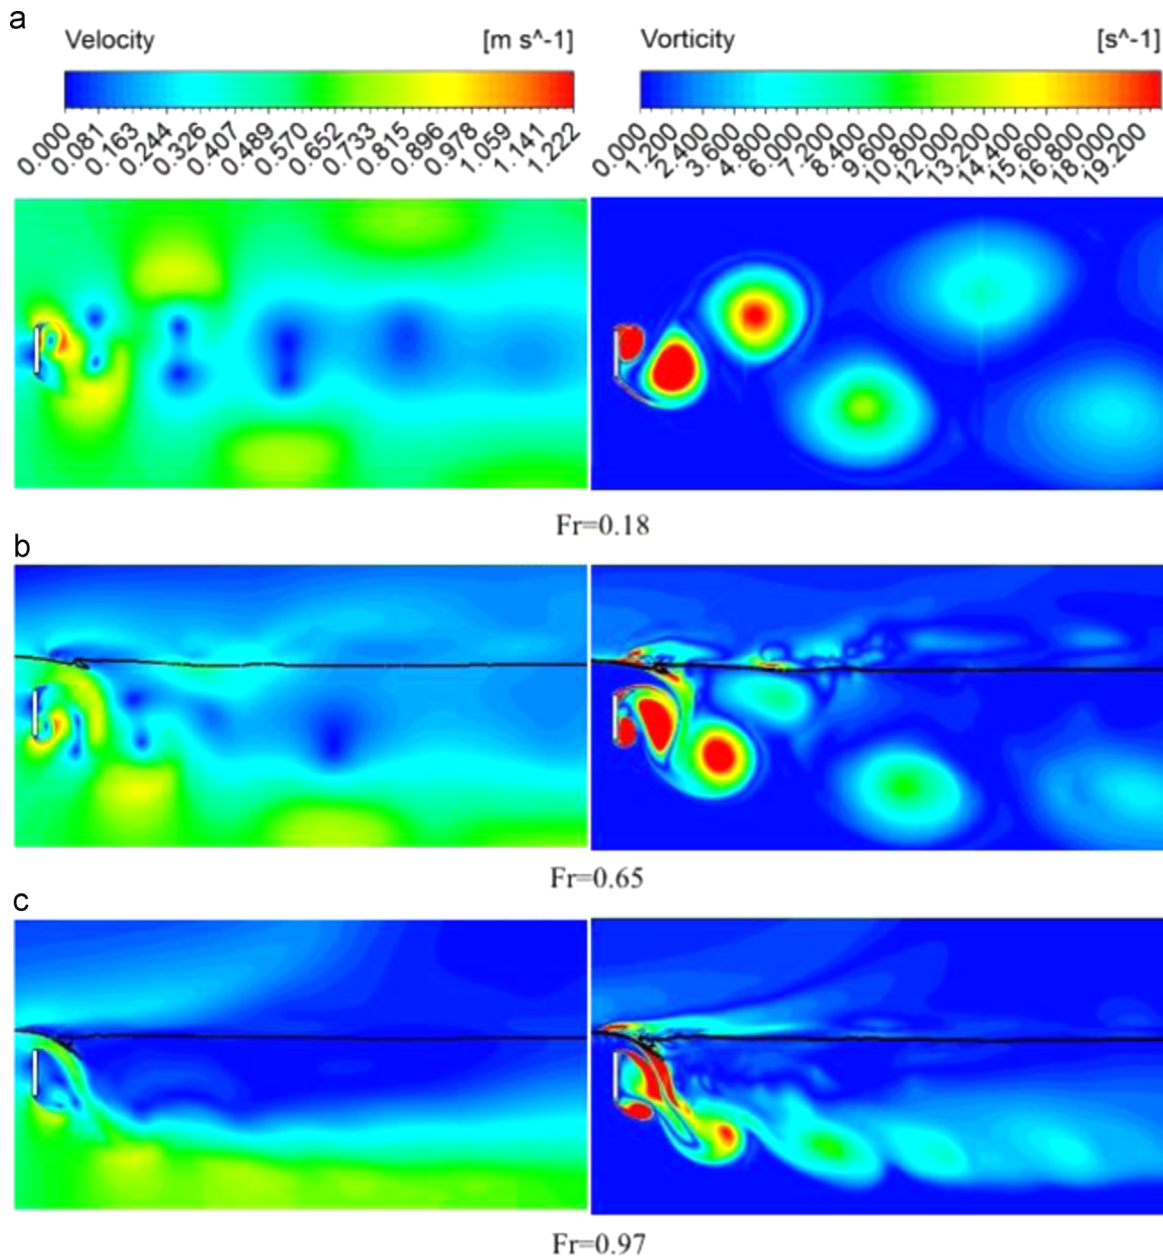 a
Velocity [m s^-1] Vorticity [s^-1]
0.000 0.081 0.163 0.244 0.326 0.407 0.489 0.570 0.652 0.733 0.815 0.896 0.978 1.059 1.141 1.222 0.000 1.200 2.400 3.600 4.800 6.000 7.200 8.400 9.600 10.800 12.000 13.200 14.400 15.600 16.800 18.000 19.200
Fr=0.18
b
Fr=0.65
c
Fr=0.97